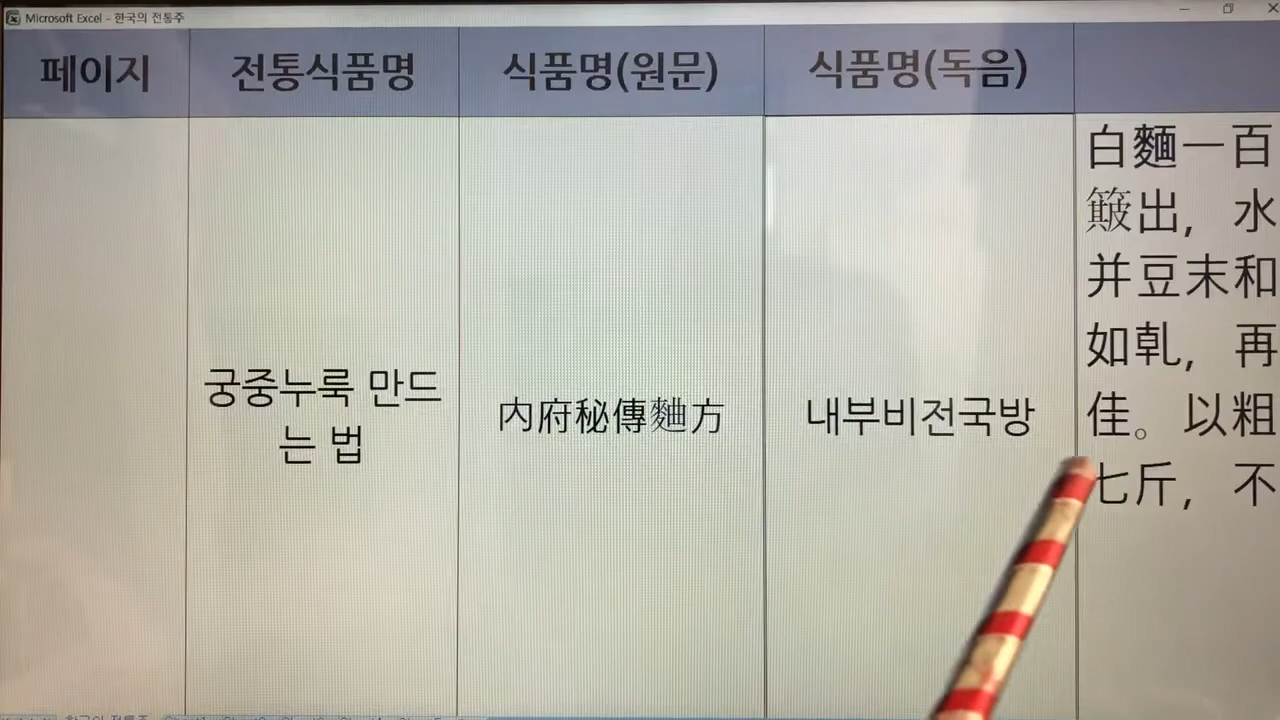 Microsoft Excel - 한국의 전통주
페이지 전통식품명 식품명(원문) 식품명(독음)
궁중누룩 만드
는 법
内府秘傳麯方
내부비전국방
白麵一百
簸出，水
并豆末和
如乹，再
佳。以粗
七斤，不